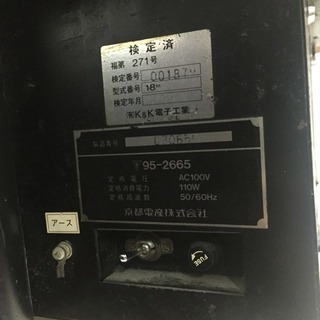 検定済
福第 271号
検定番号
型式番号 18"
検定年月
㈲K&K電子工業
製造番号
95-2665
定格電圧 AC100V
定格消費電力 110W
定格周波数 50/60Hz
京都電産株式会社
アース
FUSE